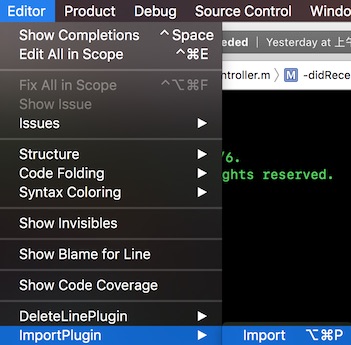 Editor Product Debug Source Control Windo
Show Completions ^ Space
Edit All in Scope ^⌘E
eded | Yesterday at 上午
Fix All in Scope ^⌥⌘F
ntroller.m 〉 M -didRece
Show Issue
Issues ▶
Structure ▶
/6.
Code Folding ▶
ghts reserved.
Syntax Coloring ▶
Show Invisibles
Show Blame for Line
Show Code Coverage
DeleteLinePlugin ▶
ImportPlugin ▶ Import ⌥⌘P